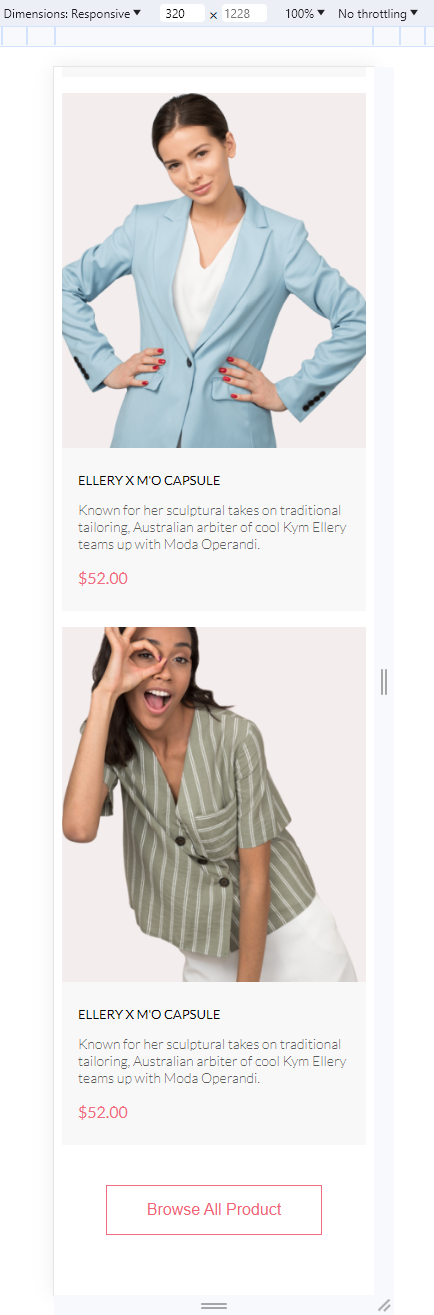 Dimensions: Responsive
320 x 1228
100%
No throttling
ELLERY X M'O CAPSULE
Known for her sculptural takes on traditional
tailoring, Australian arbiter of cool Kym Ellery
teams up with Moda Operandi.
$52.00
ELLERY X M'O CAPSULE
Known for her sculptural takes on traditional
tailoring, Australian arbiter of cool Kym Ellery
teams up with Moda Operandi.
$52.00
Browse All Product